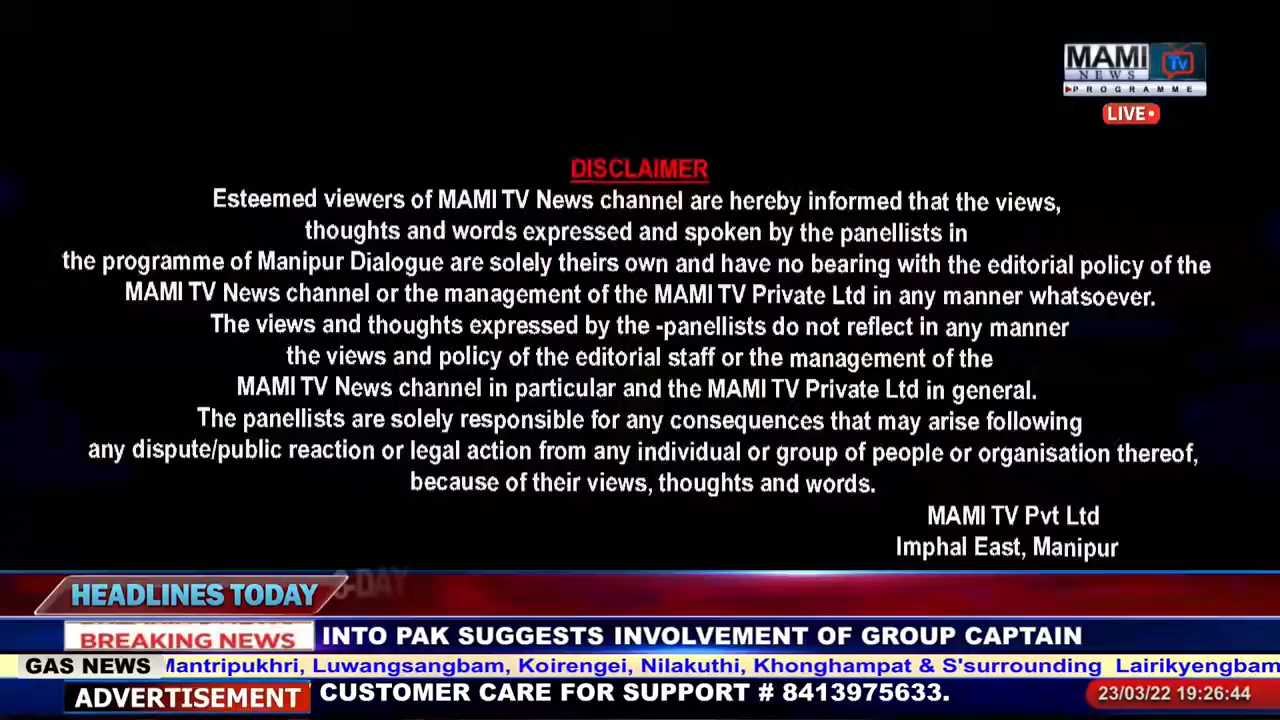 MAMI TV
NEWS
PROGRAMME
LIVE
DISCLAIMER
Esteemed viewers of MAMI TV News channel are hereby informed that the views,
thoughts and words expressed and spoken by the panellists in
the programme of Manipur Dialogue are solely theirs own and have no bearing with the editorial policy of the
MAMI TV News channel or the management of the MAMI TV Private Ltd in any manner whatsoever.
The views and thoughts expressed by the -panellists do not reflect in any manner
the views and policy of the editorial staff or the management of the
MAMI TV News channel in particular and the MAMI TV Private Ltd in general.
The panellists are solely responsible for any consequences that may arise following
any dispute/public reaction or legal action from any individual or group of people or organisation thereof,
because of their views, thoughts and words.
MAMI TV Pvt Ltd
Imphal East, Manipur
HEADLINES TODAY
BREAKING NEWS INTO PAK SUGGESTS INVOLVEMENT OF GROUP CAPTAIN
GAS NEWS Mantripukhri, Luwangsangbam, Koirengei, Nilakuthi, Khonghampat & S'surrounding Lairikyengbam
ADVERTISEMENT CUSTOMER CARE FOR SUPPORT # 8413975633. 23/03/22 19:26:44